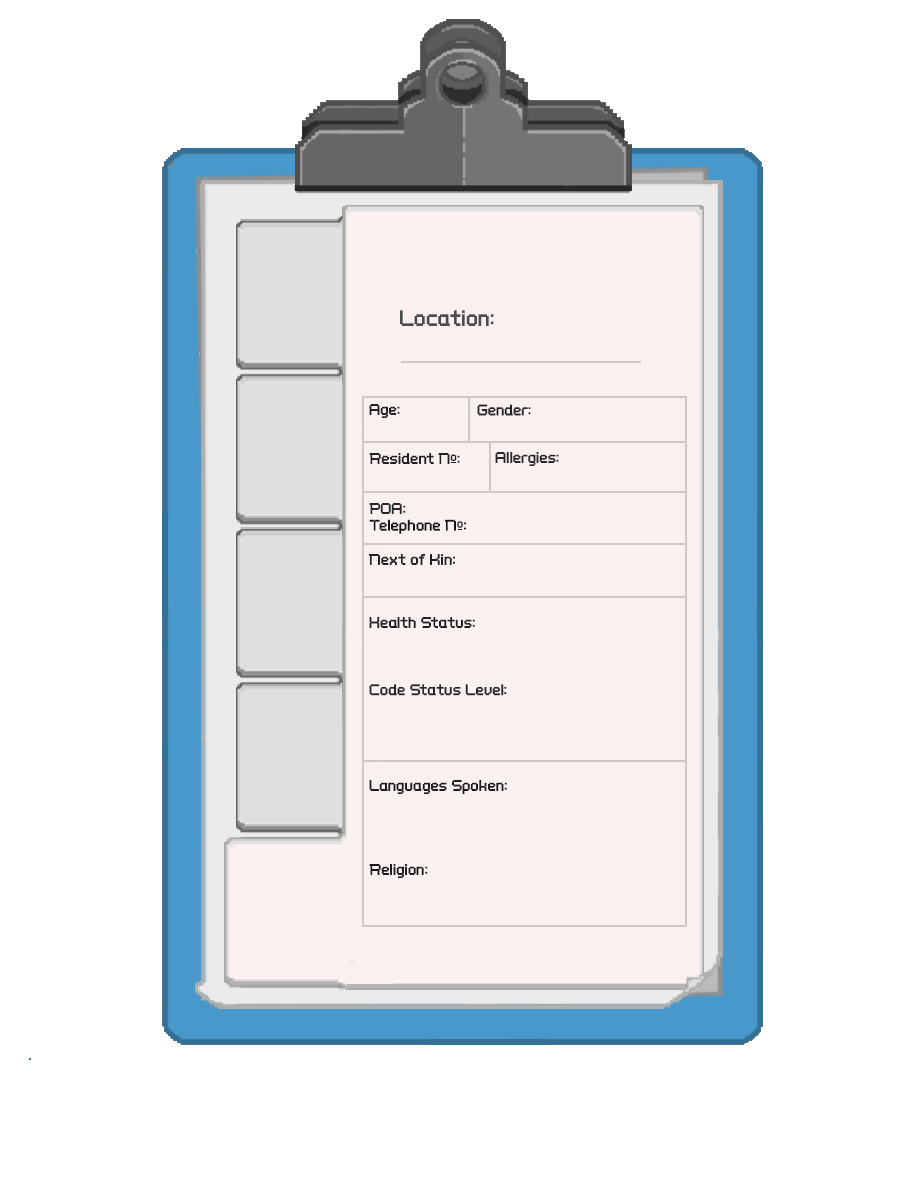 Location:
Age: Gender:
Resident Nº: Allergies:
POA:
Telephone Nº:
Next of Kin:
Health Status:
Code Status Level:
Languages Spoken:
Religion: